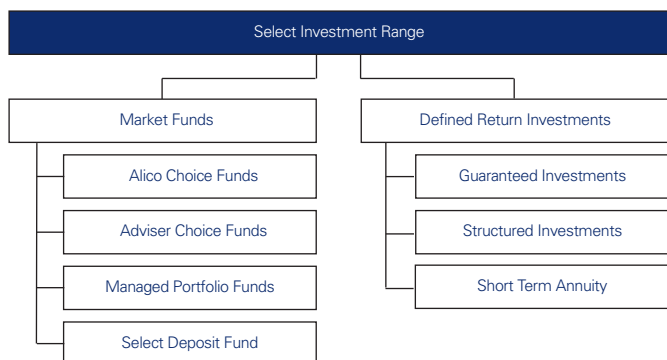 Select Investment Range
Market Funds
Alico Choice Funds
Adviser Choice Funds
Managed Portfolio Funds
Select Deposit Fund
Defined Return Investments
Guaranteed Investments
Structured Investments
Short Term Annuity